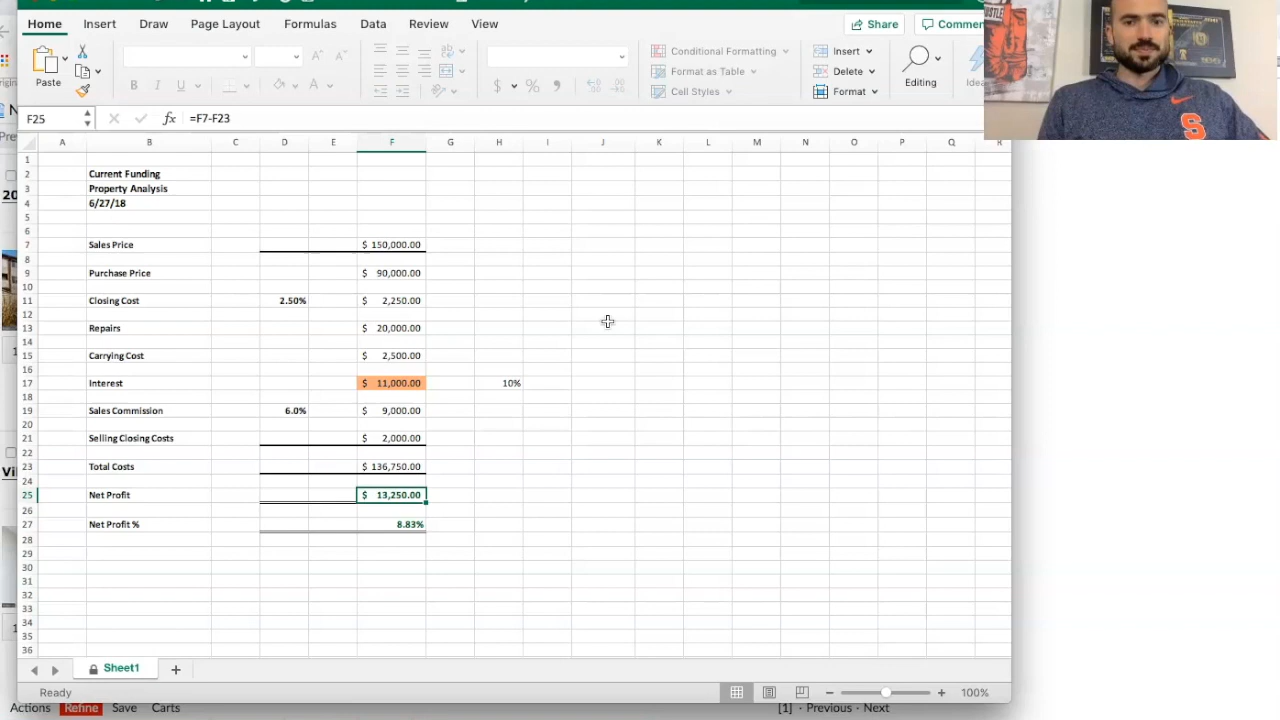 Home Insert Draw Page Layout Formulas Data Review View Share
Paste
Conditional Formatting
Format as Table
Cell Styles
Insert
Delete
Format
Editing
F25 fx =F7-F23
A B C D E F G H I J K L M N O P Q R
1
2 Current Funding
3 Property Analysis
4 6/27/18
5
6
7 Sales Price $ 150,000.00
8
9 Purchase Price $ 90,000.00
10
11 Closing Cost 2.50% $ 2,250.00
12
13 Repairs $ 20,000.00
14
15 Carrying Cost $ 2,500.00
16
17 Interest $ 11,000.00 10%
18
19 Sales Commission 6.0% $ 9,000.00
20
21 Selling Closing Costs $ 2,000.00
22
23 Total Costs $ 136,750.00
24
25 Net Profit $ 13,250.00
26
27 Net Profit % 8.83%
28
29
30
31
32
33
34
35
36
Sheet1
Ready 100%
Actions Refine Save Carts [1] · Previous · Next
S